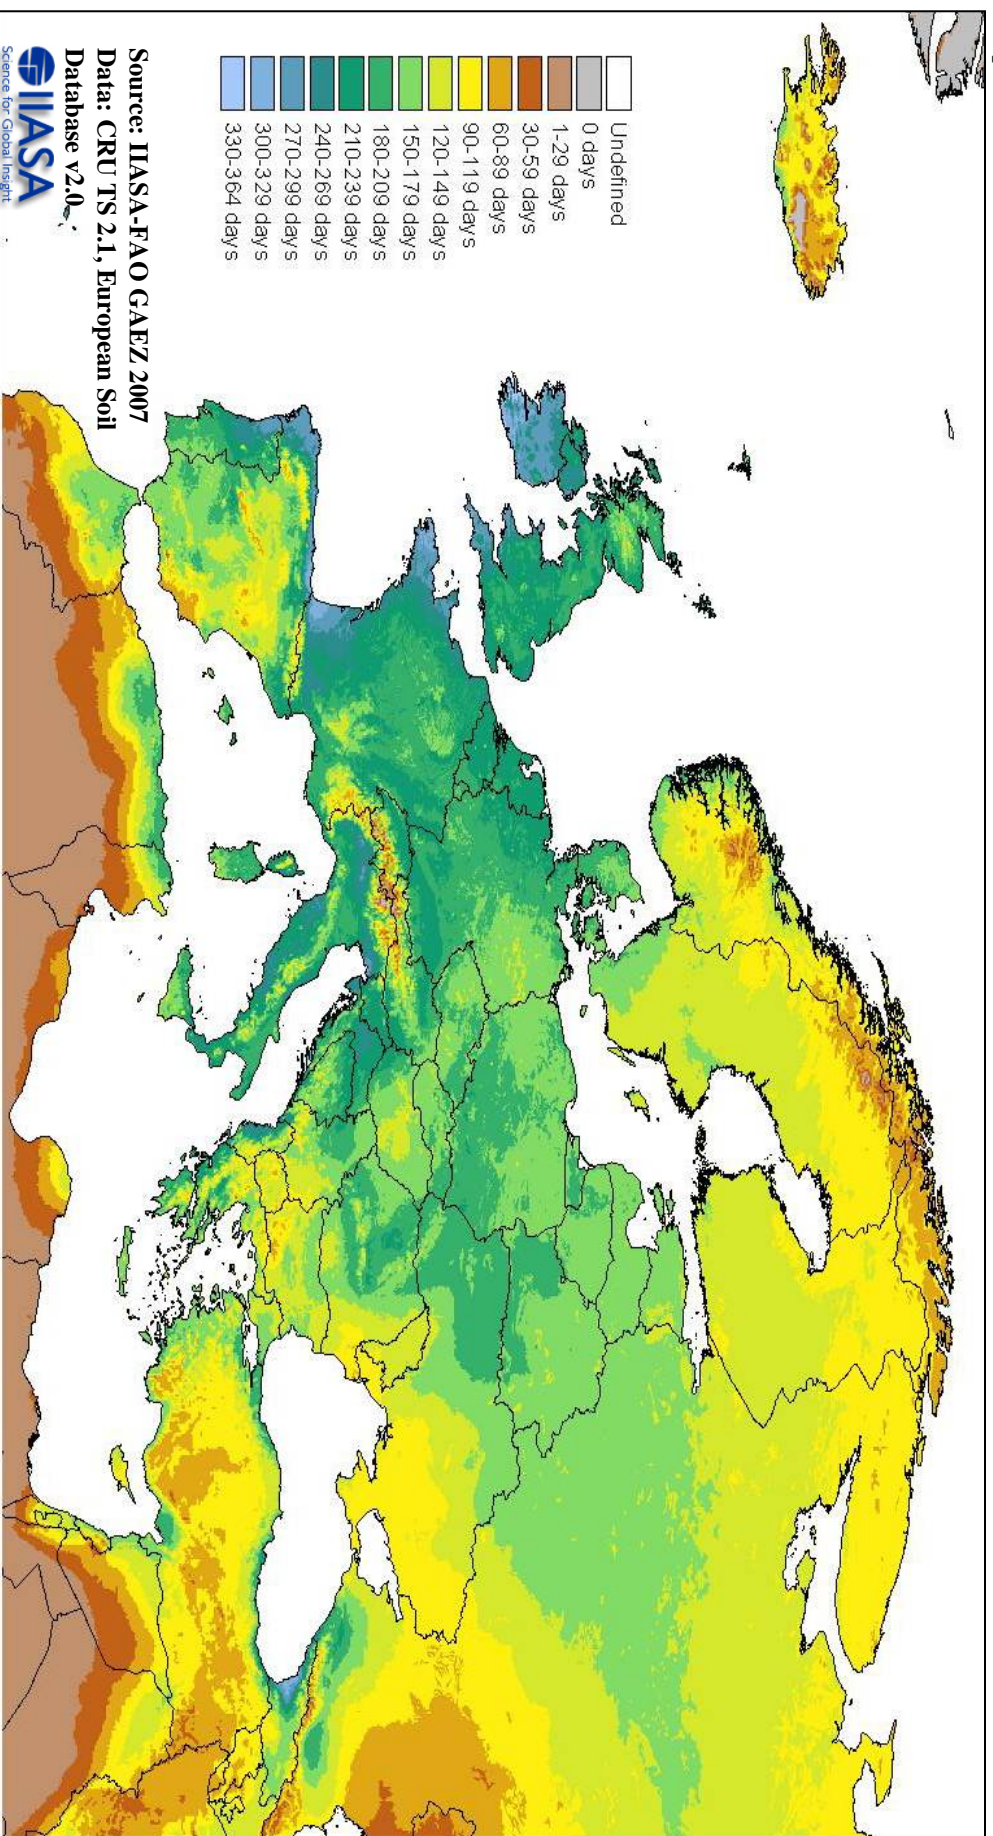 Undefined
0 days
1-29 days
30-59 days
60-89 days
90-119 days
120-149 days
150-179 days
180-209 days
210-239 days
240-269 days
270-299 days
300-329 days
330-364 days
Source: IIASA-FAO GAEZ 2007
Data: CRU TS 2.1, European Soil
Database v2.0
IIASA
Science for Global Insight